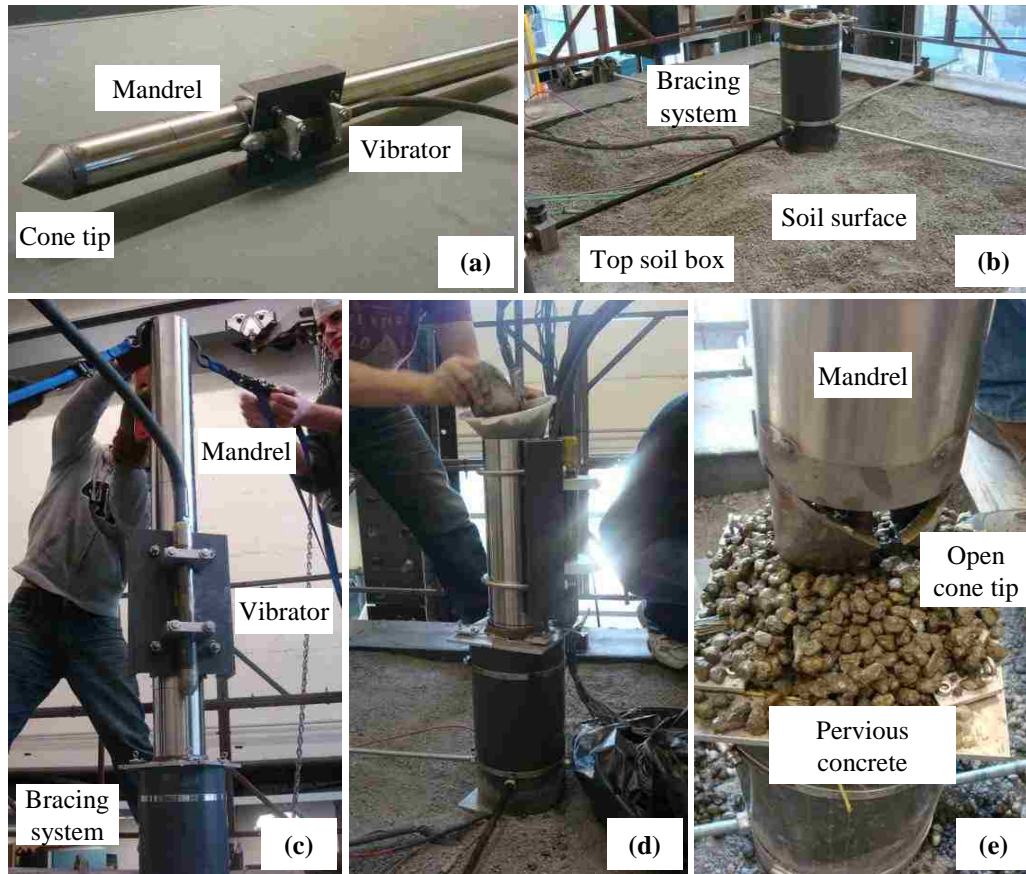 Mandrel
Vibrator
Cone tip
(a)
Bracing
system
Soil surface
Top soil box
(b)
Mandrel
Vibrator
Bracing
system
(c)
(d)
Mandrel
Open
cone tip
Pervious
concrete
(e)